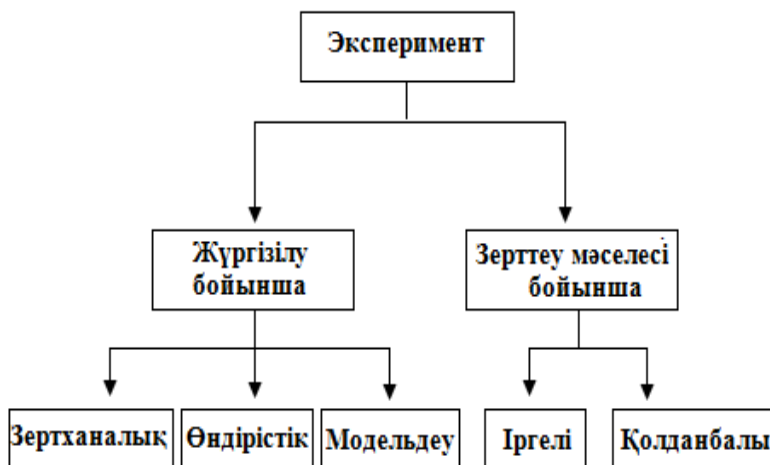 Эксперимент
Жүргізілу
бойынша
Зерттеу мәселесі
бойынша
Зертханалық
Өндірістік
Модельдеу
Іргелі
Қолданбалы